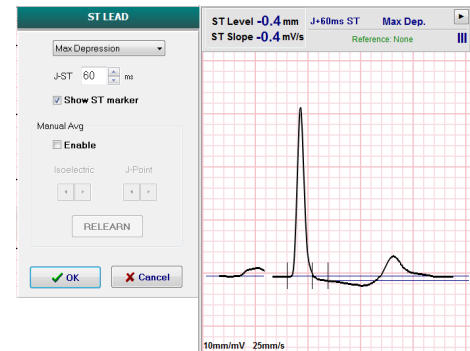 ST LEAD
Max Depression
J-ST 60 ms
Show ST marker
Manual Avg
Enable
Isoelectric J-Point
RELEARN
OK Cancel
ST Level -0.4 mm J+60ms ST Max Dep.
ST Slope -0.4 mV/s Reference: None
III
10mm/mV 25mm/s